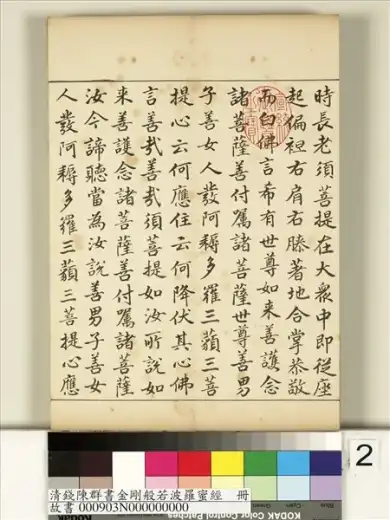 時長老須菩提在大眾中即從座
起偏袒右肩右膝著地合掌恭敬
而白佛言希有世尊如來善護念
諸菩薩善付囑諸菩薩世尊善男
子善女人發阿耨多羅三藐三菩
提心云何應住云何降伏其心佛
言善哉善哉須菩提如汝所說如
來善護念諸菩薩善付囑諸菩薩
汝今諦聽當為汝說善男子善女
人發阿耨多羅三藐三菩提心應
清錢陳群書金剛般若波羅蜜經 冊
故書 000903N000000000
2
KODAK Color Control Patches